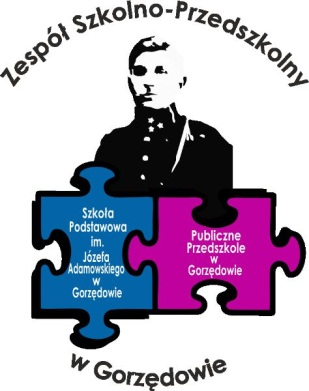 Zespół Szkolno-Przedszkolny
Szkoła
Podstawowa
im.
Józefa
Adamowskiego
w
Gorzędowie
Publiczne
Przedszkole
w
Gorzędowie
w Gorzędowie